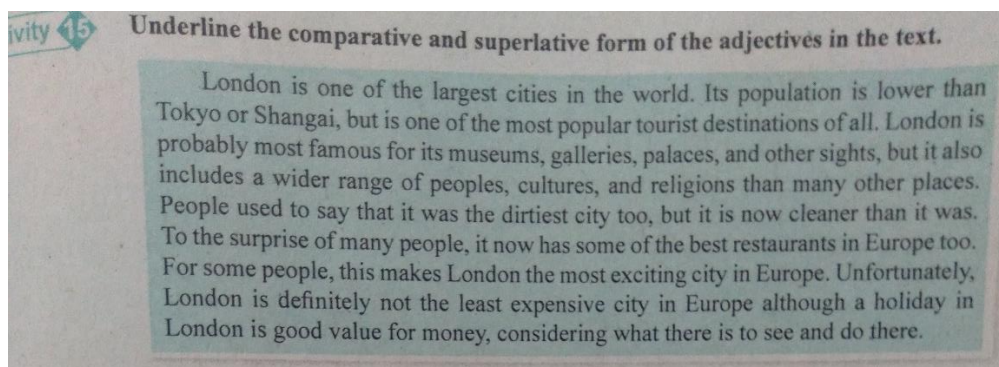 ivity 15 Underline the comparative and superlative form of the adjectives in the text.
London is one of the largest cities in the world. Its population is lower than
Tokyo or Shangai, but is one of the most popular tourist destinations of all. London is
probably most famous for its museums, galleries, palaces, and other sights, but it also
includes a wider range of peoples, cultures, and religions than many other places.
People used to say that it was the dirtiest city too, but it is now cleaner than it was.
To the surprise of many people, it now has some of the best restaurants in Europe too.
For some people, this makes London the most exciting city in Europe. Unfortunately,
London is definitely not the least expensive city in Europe although a holiday in
London is good value for money, considering what there is to see and do there.